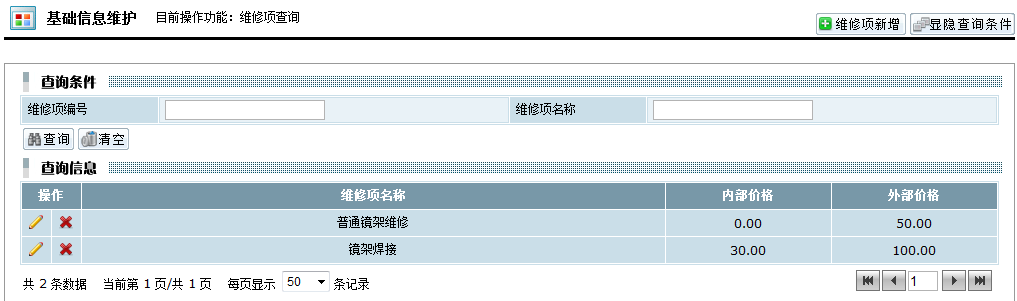 基础信息维护 目前操作功能：维修项查询
维修项新增 显隐查询条件
查询条件
维修项编号 维修项名称
查询 清空
查询信息
操作 维修项名称 内部价格 外部价格
普通镜架维修 0.00 50.00
镜架焊接 30.00 100.00
共 2 条数据 当前第 1 页/共 1 页 每页显示 50 条记录 1